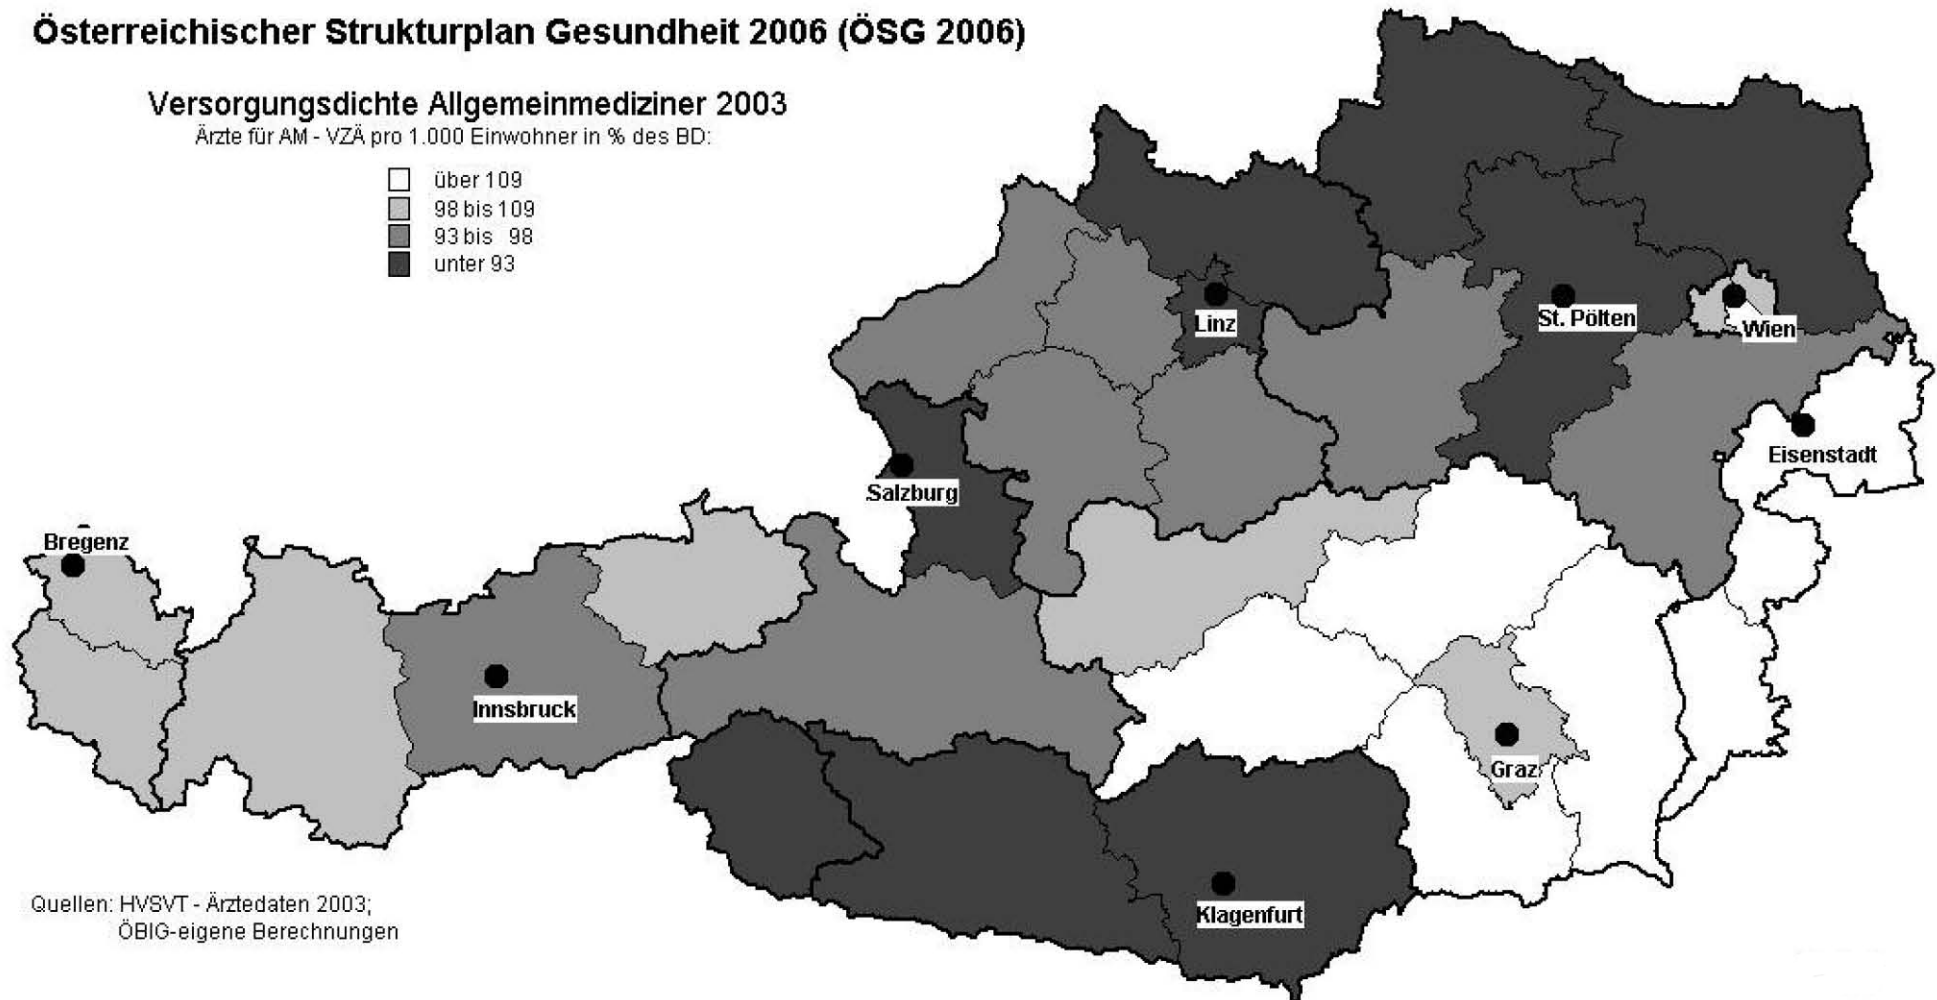 Österreichischer Strukturplan Gesundheit 2006 (ÖSG 2006)
Versorgungsdichte Allgemeinmediziner 2003
Ärzte für AM - VZÄ pro 1.000 Einwohner in % des BD:
über 109
98 bis 109
93 bis 98
unter 93
Linz
St. Pölten
Wien
Eisenstadt
Salzburg
Bregenz
Innsbruck
Graz
Klagenfurt
Quellen: HVSVT - Ärztedaten 2003;
ÖBIG-eigene Berechnungen